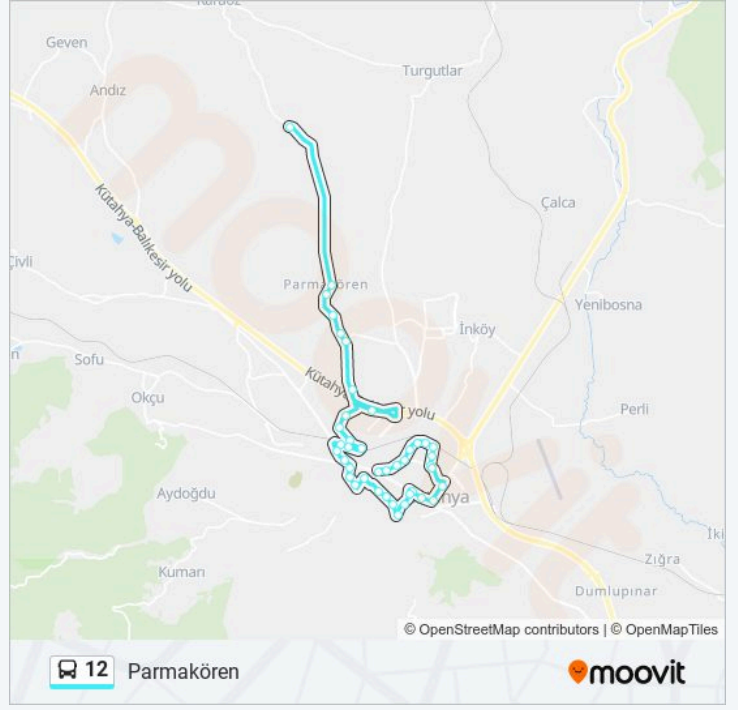 Karaöz
Geven
Turgutlar
Andız
Kütahya-Balıkesir yolu
Çalca
Çivli
Parmakören
Yenibosna
İnköy
Sofu
Kütahya
yolu
Okçu
Perli
Aydoğdu
Kumarı
Zığra
Dumlupınar
© OpenStreetMap contributors | © OpenMapTiles
12 Parmakören
moovit